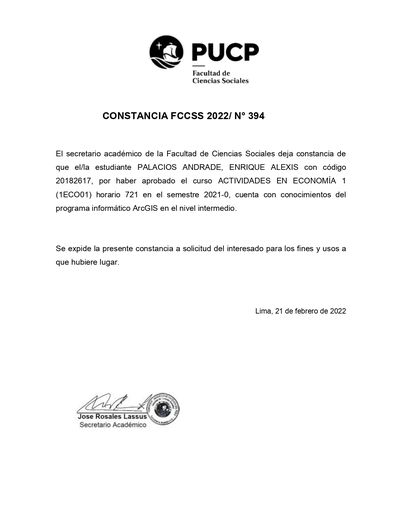 PUCP
Facultad de
Ciencias Sociales
CONSTANCIA FCCSS 2022/ N° 394
El secretario académico de la Facultad de Ciencias Sociales deja constancia de
que el/la estudiante PALACIOS ANDRADE, ENRIQUE ALEXIS con código
20182617, por haber aprobado el curso ACTIVIDADES EN ECONOMÍA 1
(1ECO01) horario 721 en el semestre 2021-0, cuenta con conocimientos del
programa informático ArcGIS en el nivel intermedio.
Se expide la presente constancia a solicitud del interesado para los fines y usos a
que hubiere lugar.
Lima, 21 de febrero de 2022
Jose Rosales Lassus
Secretario Académico